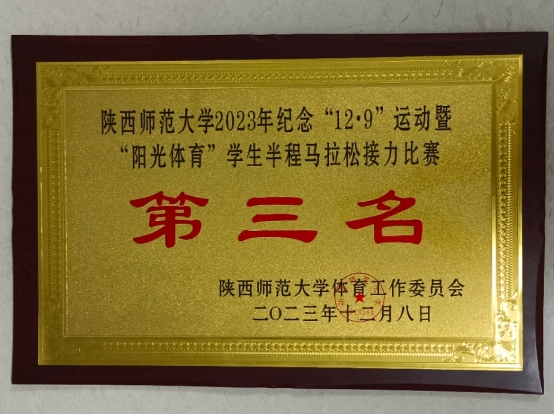 陕西师范大学2023年纪念“12·9”运动暨
“阳光体育”学生半程马拉松接力比赛
第三名
陕西师范大学体育工作委员会
二〇二三年十二月八日